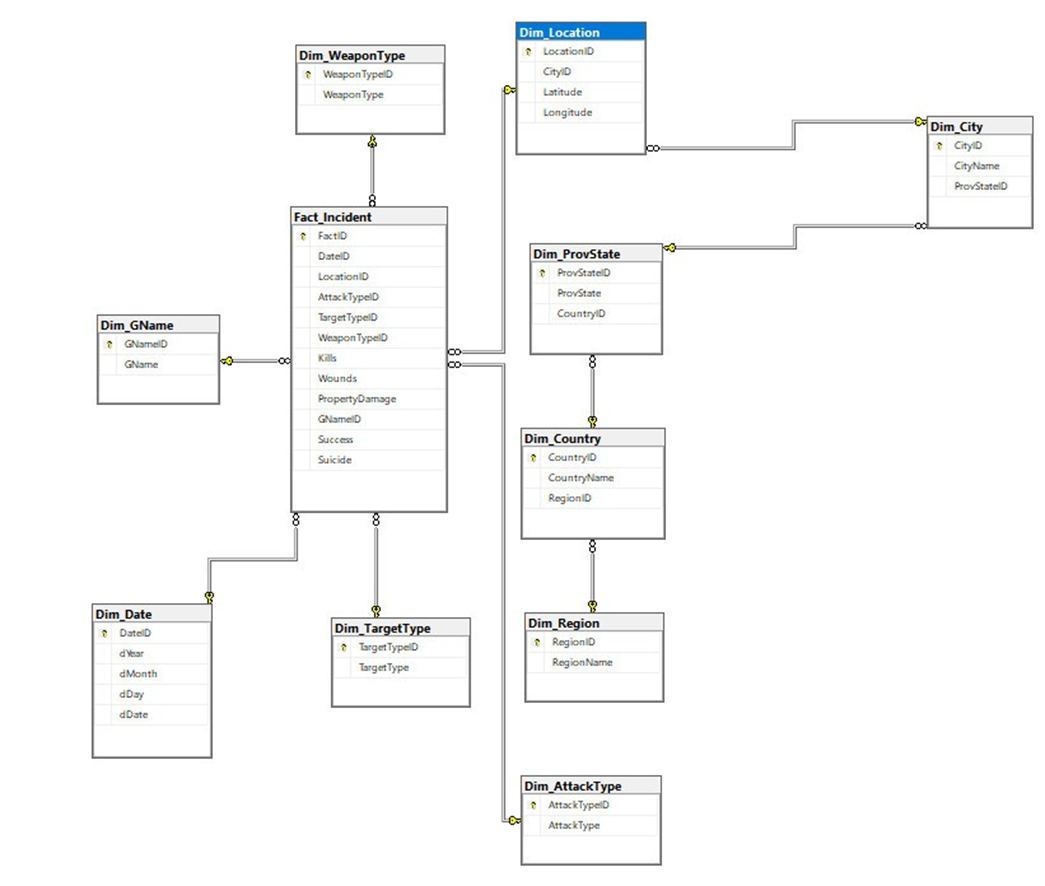 Dim_Location
LocationID
CityID
Latitude
Longitude
Dim_WeaponType
WeaponTypeID
WeaponType
Dim_City
CityID
CityName
ProvStateID
Fact_Incident
FactID
DateID
LocationID
AttackTypeID
TargetTypeID
WeaponTypeID
Kills
Wounds
PropertyDamage
GNameID
Success
Suicide
Dim_ProvState
ProvStateID
ProvState
CountryID
Dim_GName
GNameID
GName
Dim_Country
CountryID
CountryName
RegionID
Dim_Date
DateID
dYear
dMonth
dDay
dDate
Dim_TargetType
TargetTypeID
TargetType
Dim_Region
RegionID
RegionName
Dim_AttackType
AttackTypeID
AttackType